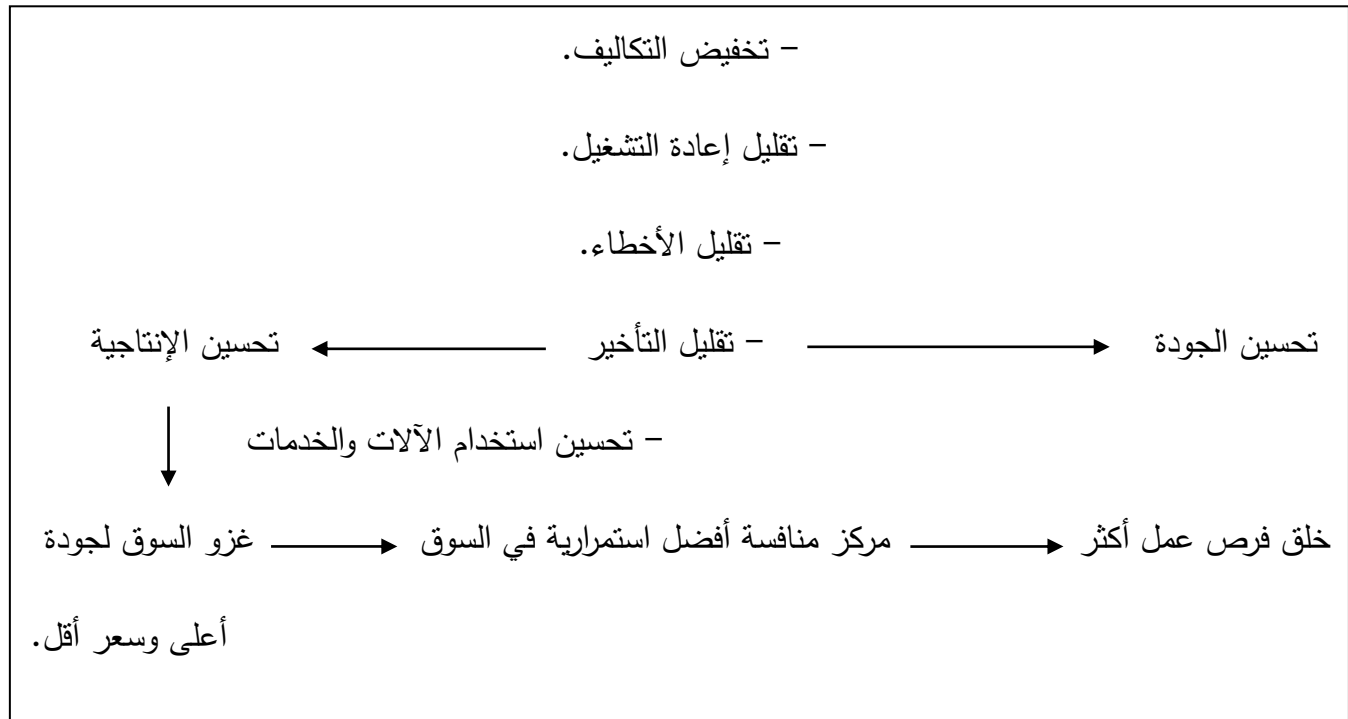 - تخفيض التكاليف.
- تقليل إعادة التشغيل.
- تقليل الأخطاء.
تحسين الجودة - تقليل التأخير تحسين الإنتاجية
- تحسين استخدام الآلات والخدمات
خلق فرص عمل أكثر مركز منافسة أفضل استمرارية في السوق غزو السوق لجودة
أعلى وسعر أقل.